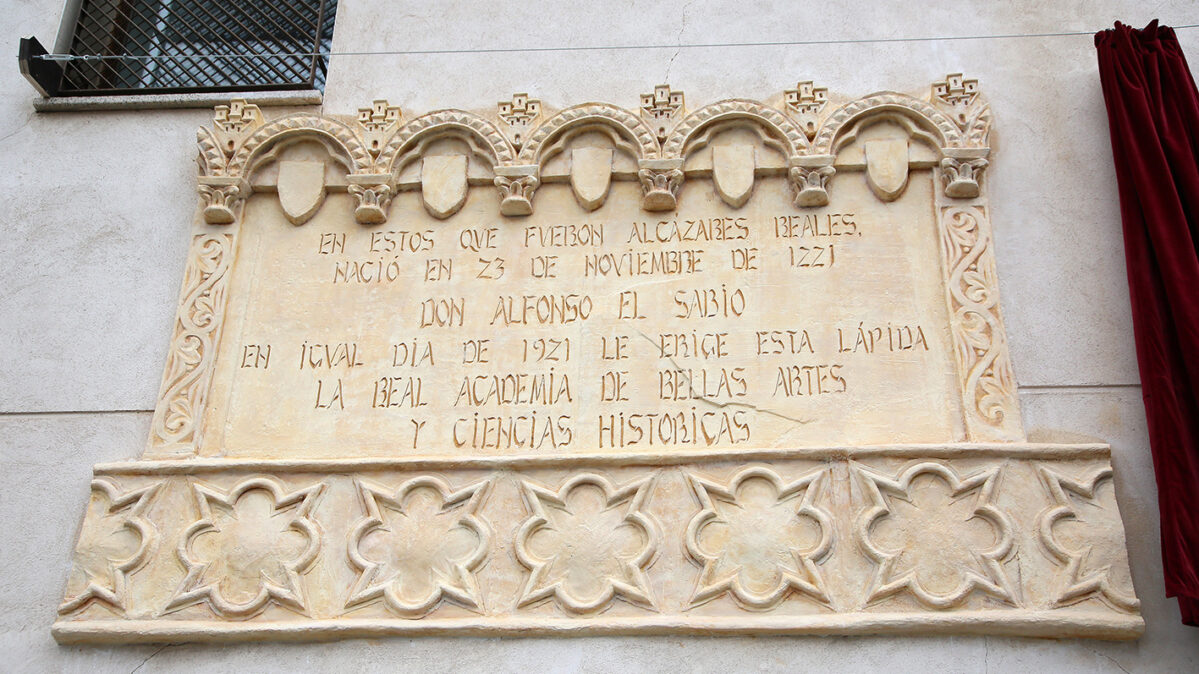 EN ESTOS QUE FUERON ALCÁZARES REALES.
NACIÓ EN 23 DE NOVIEMBRE DE 1221
DON ALFONSO EL SABIO
EN IGUAL DIA DE 1921 LE ERIGE ESTA LÁPIDA
LA REAL ACADEMIA DE BELLAS ARTES
Y CIENCIAS HISTORICAS